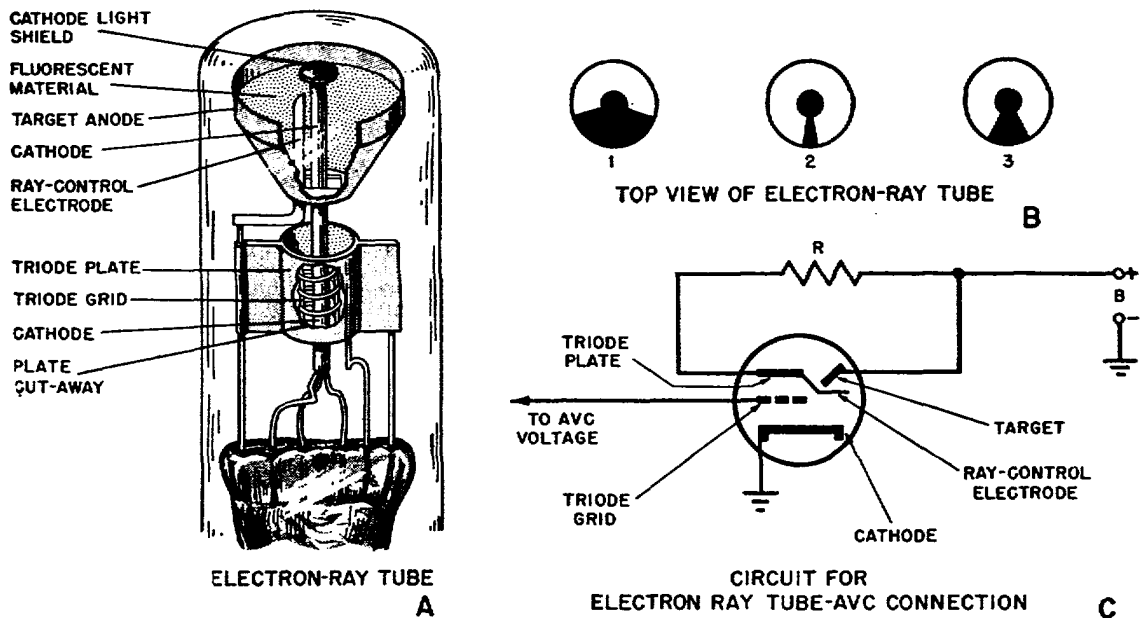 CATHODE LIGHT
SHIELD
FLUORESCENT
MATERIAL
TARGET ANODE
CATHODE
RAY-CONTROL
ELECTRODE
TRIODE PLATE
TRIODE GRID
CATHODE
PLATE
CUT-AWAY
ELECTRON-RAY TUBE
A
1
2
3
TOP VIEW OF ELECTRON-RAY TUBE
B
R
+
B
-
TRIODE
PLATE
TO AVC
VOLTAGE
TARGET
TRIODE
GRID
RAY-CONTROL
ELECTRODE
CATHODE
CIRCUIT FOR
ELECTRON RAY TUBE-AVC CONNECTION
C